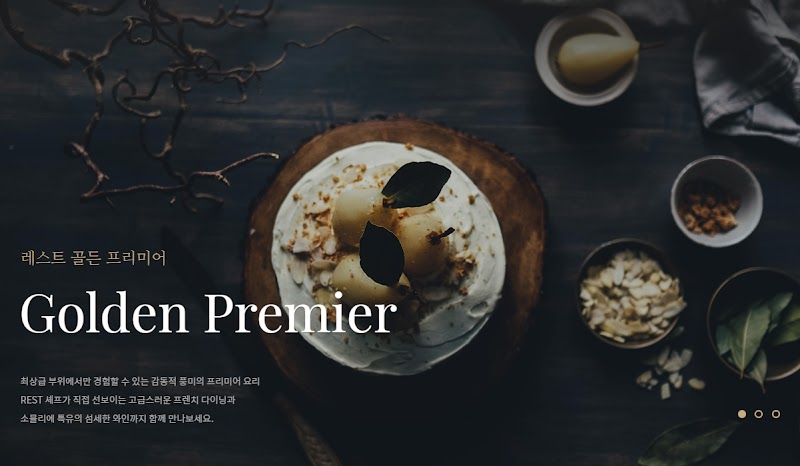 레스트 골든 프리미어
Golden Premier
최상급 부위에서만 경험할 수 있는 감동적 풍미의 프리미어 요리
REST 셰프가 직접 선보이는 고급스러운 프렌치 다이닝과
소믈리에 특유의 섬세한 와인까지 함께 만나보세요.